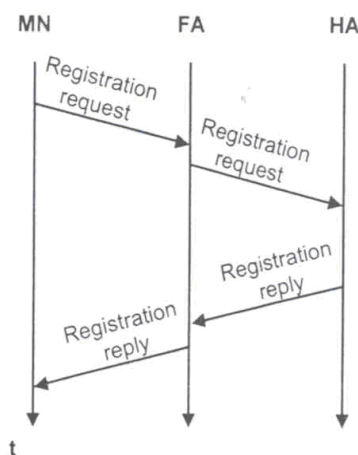 MN FA HA
Registration
request
Registration
request
Registration
reply
Registration
reply
t